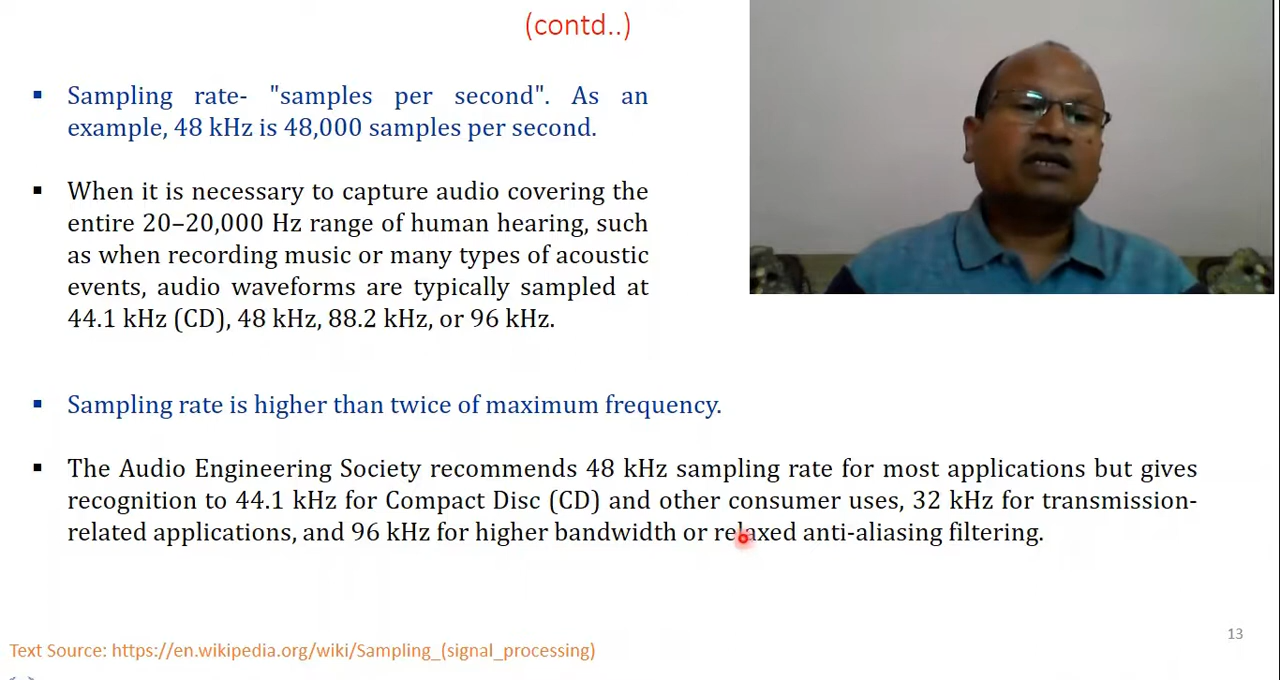 (contd..)
▪ Sampling rate- "samples per second". As an
example, 48 kHz is 48,000 samples per second.
▪ When it is necessary to capture audio covering the
entire 20–20,000 Hz range of human hearing, such
as when recording music or many types of acoustic
events, audio waveforms are typically sampled at
44.1 kHz (CD), 48 kHz, 88.2 kHz, or 96 kHz.
▪ Sampling rate is higher than twice of maximum frequency.
▪ The Audio Engineering Society recommends 48 kHz sampling rate for most applications but gives
recognition to 44.1 kHz for Compact Disc (CD) and other consumer uses, 32 kHz for transmission-
related applications, and 96 kHz for higher bandwidth or relaxed anti-aliasing filtering.
13
Text Source: https://en.wikipedia.org/wiki/Sampling_(signal_processing)